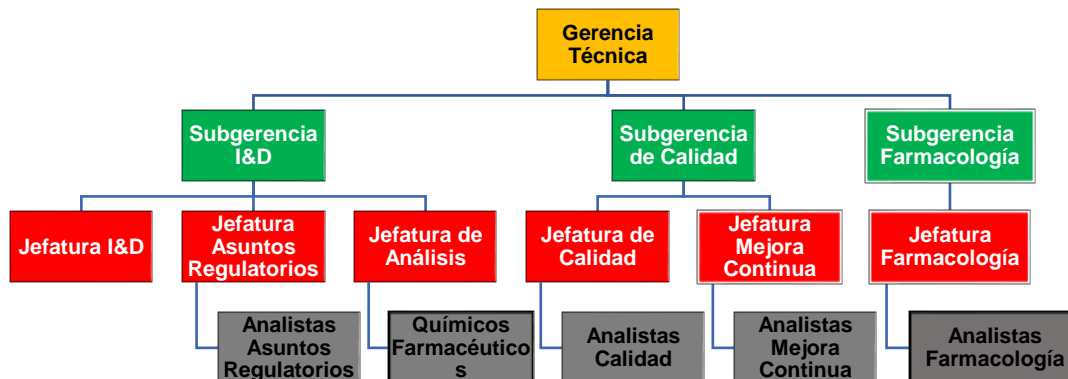 Gerencia
Técnica
Subgerencia
I&D
Subgerencia
de Calidad
Subgerencia
Farmacología
Jefatura I&D
Jefatura
Asuntos
Regulatorios
Jefatura de
Análisis
Jefatura de
Calidad
Jefatura
Mejora
Continua
Jefatura
Farmacología
Analistas
Asuntos
Regulatorios
Químicos
Farmacéutico
s
Analistas
Calidad
Analistas
Mejora
Continua
Analistas
Farmacología